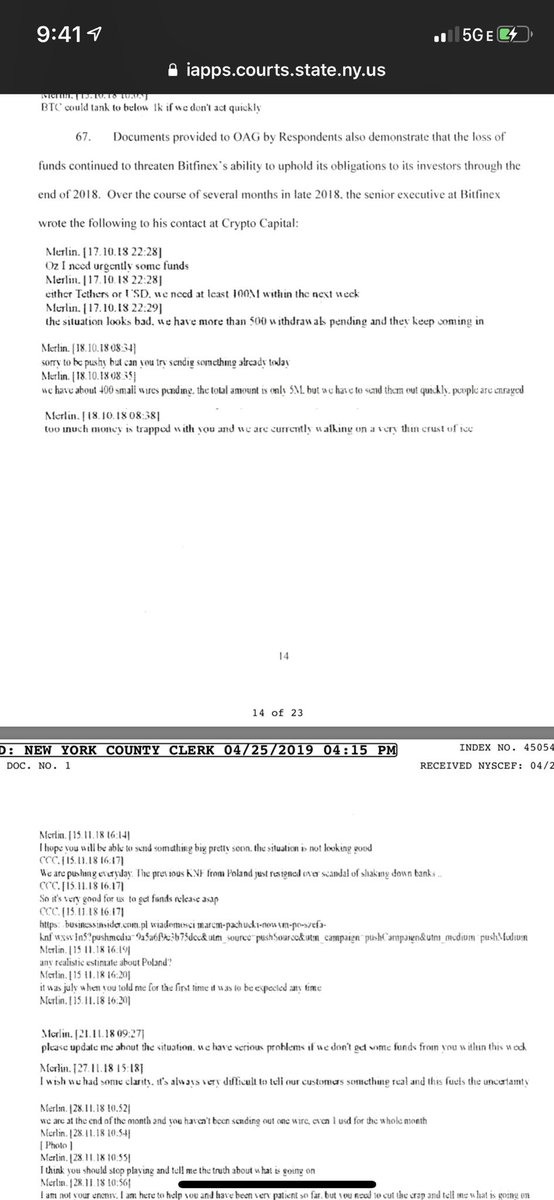 9:41
5GE
iapps.courts.state.ny.us
Merlin, [15.10.18 10:05]
BTC could tank to below 1k if we don't act quickly
67. Documents provided to OAG by Respondents also demonstrate that the loss of
funds continued to threaten Bitfinex's ability to uphold its obligations to its investors through the
end of 2018. Over the course of several months in late 2018, the senior executive at Bitfinex
wrote the following to his contact at Crypto Capital:
Merlin, [17.10.18 22:28]
Oz I need urgently some funds
Merlin, [17.10.18 22:28]
either Tethers or USD, we need at least 100M within the next week
Merlin, [17.10.18 22:29]
the situation looks bad, we have more than 500 withdrawals pending and they keep coming in
Merlin, [18.10.18 08:34]
sorry to be pushy but can you try sendig something already today
Merlin, [18.10.18 08:35]
we have about 400 small wires pending, the total amount is only 5M, but we have to send them out quickly, people are enraged
Merlin, [18.10.18 08:38]
too much money is trapped with you and we are currently walking on a very thin crust of ice
14
14 of 23
D: NEW YORK COUNTY CLERK 04/25/2019 04:15 PM
INDEX NO. 45054
DOC. NO. 1
RECEIVED NYSCEF: 04/2
Merlin, [15.11.18 16:14]
I hope you will be able to send something big pretty soon, the situation is not looking good
CCC, [15.11.18 16:17]
We are pushing everyday. The previous KNF from Poland just resigned over scandal of shaking down banks...
CCC, [15.11.18 16:17]
So it's very good for us to get funds release asap
CCC, [15.11.18 16:17]
Merlin, [15.11.18 16:19]
any realistic estimate about Poland?
Merlin, [15.11.18 16:20]
it was july when you told me for the first time it was to be expected any time
Merlin, [15.11.18 16:20]
Merlin, [21.11.18 09:27]
please update me about the situation, we have serious problems if we don't get some funds from you within this week
Merlin, [27.11.18 15:18]
I wish we had some clarity, it's always very difficult to tell our customers something real and this fuels the uncertainty
Merlin, [28.11.18 10:52]
we are at the end of the month and you haven't been sending out one wire, even 1 usd for the whole month
Merlin, [28.11.18 10:54]
[ Photo ]
Merlin, [28.11.18 10:55]
I think you should stop playing and tell me the truth about what is going on
Merlin, [28.11.18 10:56]
I am not your enemy, I am here to help you and have been very patient so far, but you need to cut the crap and tell me what is going on